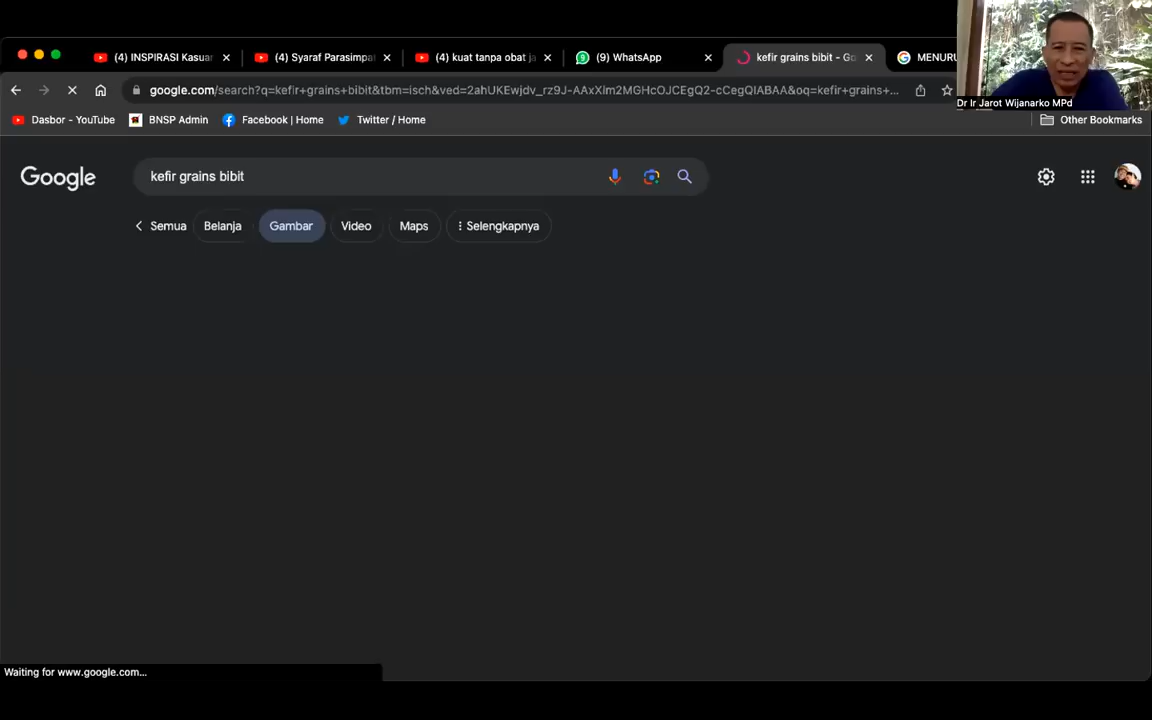 (4) INSPIRASI Kasuar
(4) Syaraf Parasimpa
(4) kuat tanpa obat ja
(9) WhatsApp
kefir grains bibit - Go
MENURU
google.com/search?q=kefir+grains+bibit&tbm=isch&ved=2ahUKEwjdv_rz9J-AAxXim2MGHcOJCEgQ2-cCegQIABAA&oq=kefir+grains+...
Dr Ir Jarot Wijanarko MPd
Dasbor - YouTube
BNSP Admin
Facebook | Home
Twitter / Home
Other Bookmarks
Google
kefir grains bibit
Semua
Belanja
Gambar
Video
Maps
Selengkapnya
Waiting for www.google.com...